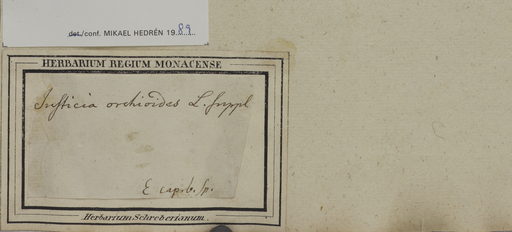 det./conf. MIKAEL HEDRÉN 1989
HERBARIUM REGIUM MONACENSE
Justicia orchioides L. suppl
E cap. b. Sp.
Herbarium Schreberianum.